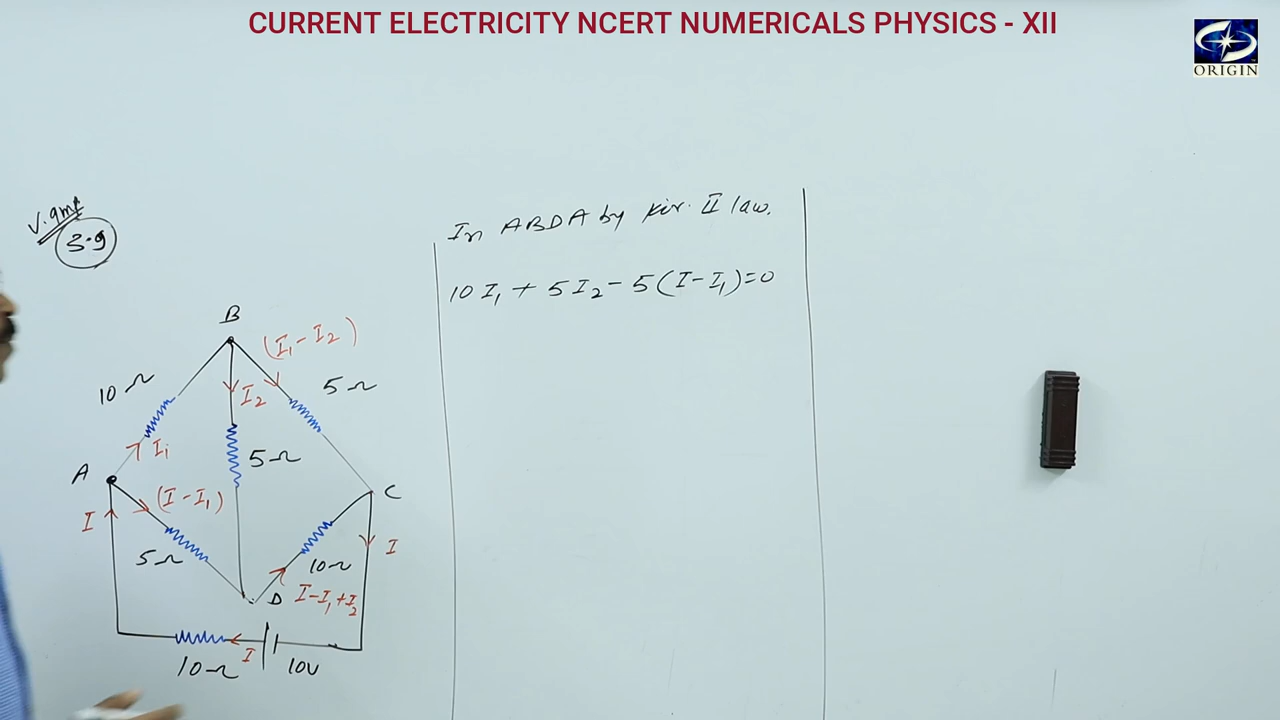 CURRENT ELECTRICITY NCERT NUMERICALS PHYSICS - XII
ORIGIN
3.9
In ABDA by Kir. II law.
10 I₁ + 5 I₂ - 5 (I - I₁) = 0
B
(I₁ - I₂)
10 Ω
5 Ω
I₂
I₁
5 Ω
A
(I - I₁)
C
I
I
5 Ω
10 Ω
D
I - I₁ + I₂
I
10 Ω
10V